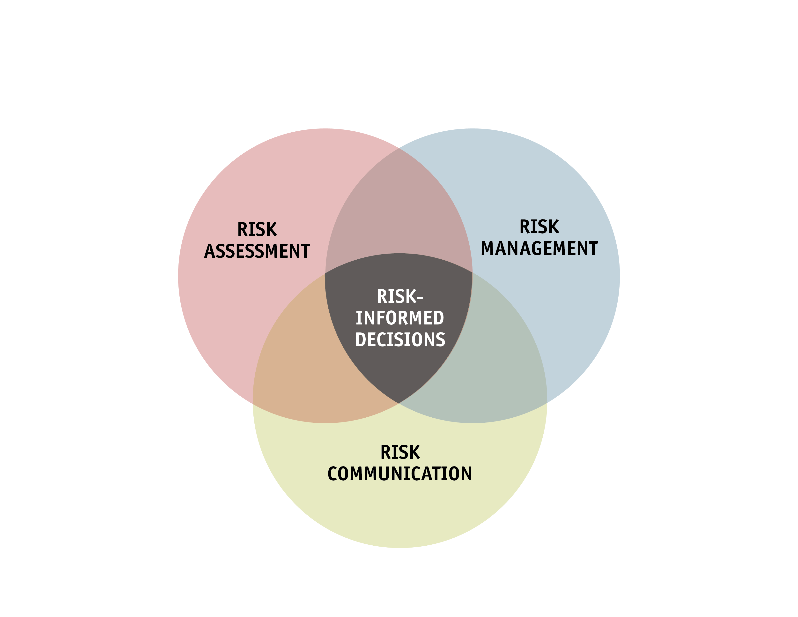 RISK
ASSESSMENT
RISK
MANAGEMENT
RISK-
INFORMED
DECISIONS
RISK
COMMUNICATION